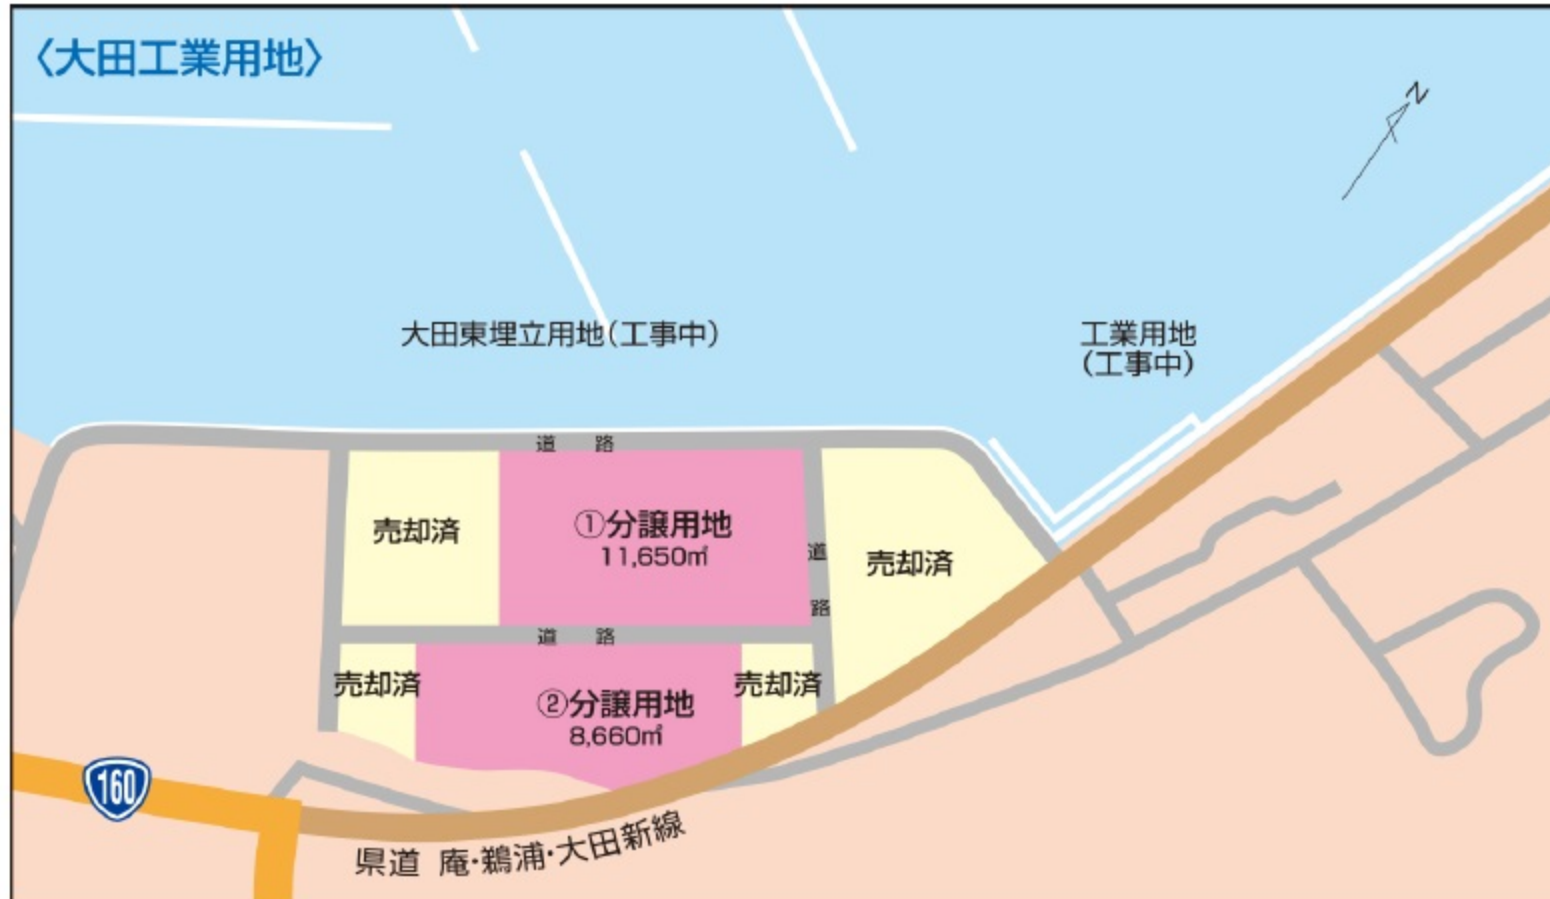 〈大田工業用地〉
N
大田東埋立用地(工事中)
工業用地
(工事中)
道 路
売却済
①分譲用地
11,650㎡
道
路
売却済
道 路
売却済
②分譲用地
8,660㎡
売却済
160
県道 庵･鵜浦･大田新線